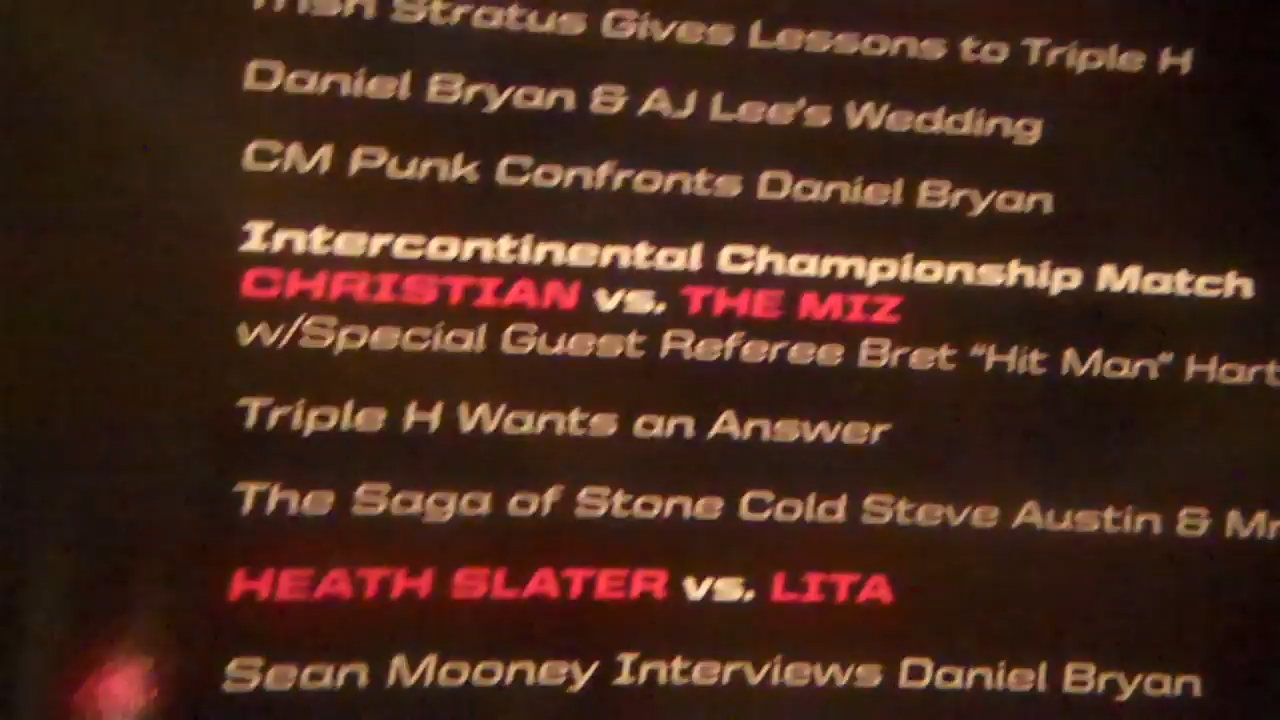 Trish Stratus Gives Lessons to Triple H
Daniel Bryan & AJ Lee's Wedding
CM Punk Confronts Daniel Bryan
Intercontinental Championship Match
CHRISTIAN vs. THE MIZ
w/Special Guest Referee Bret "Hit Man" Hart
Triple H Wants an Answer
The Saga of Stone Cold Steve Austin & Mr
HEATH SLATER vs. LITA
Sean Mooney Interviews Daniel Bryan